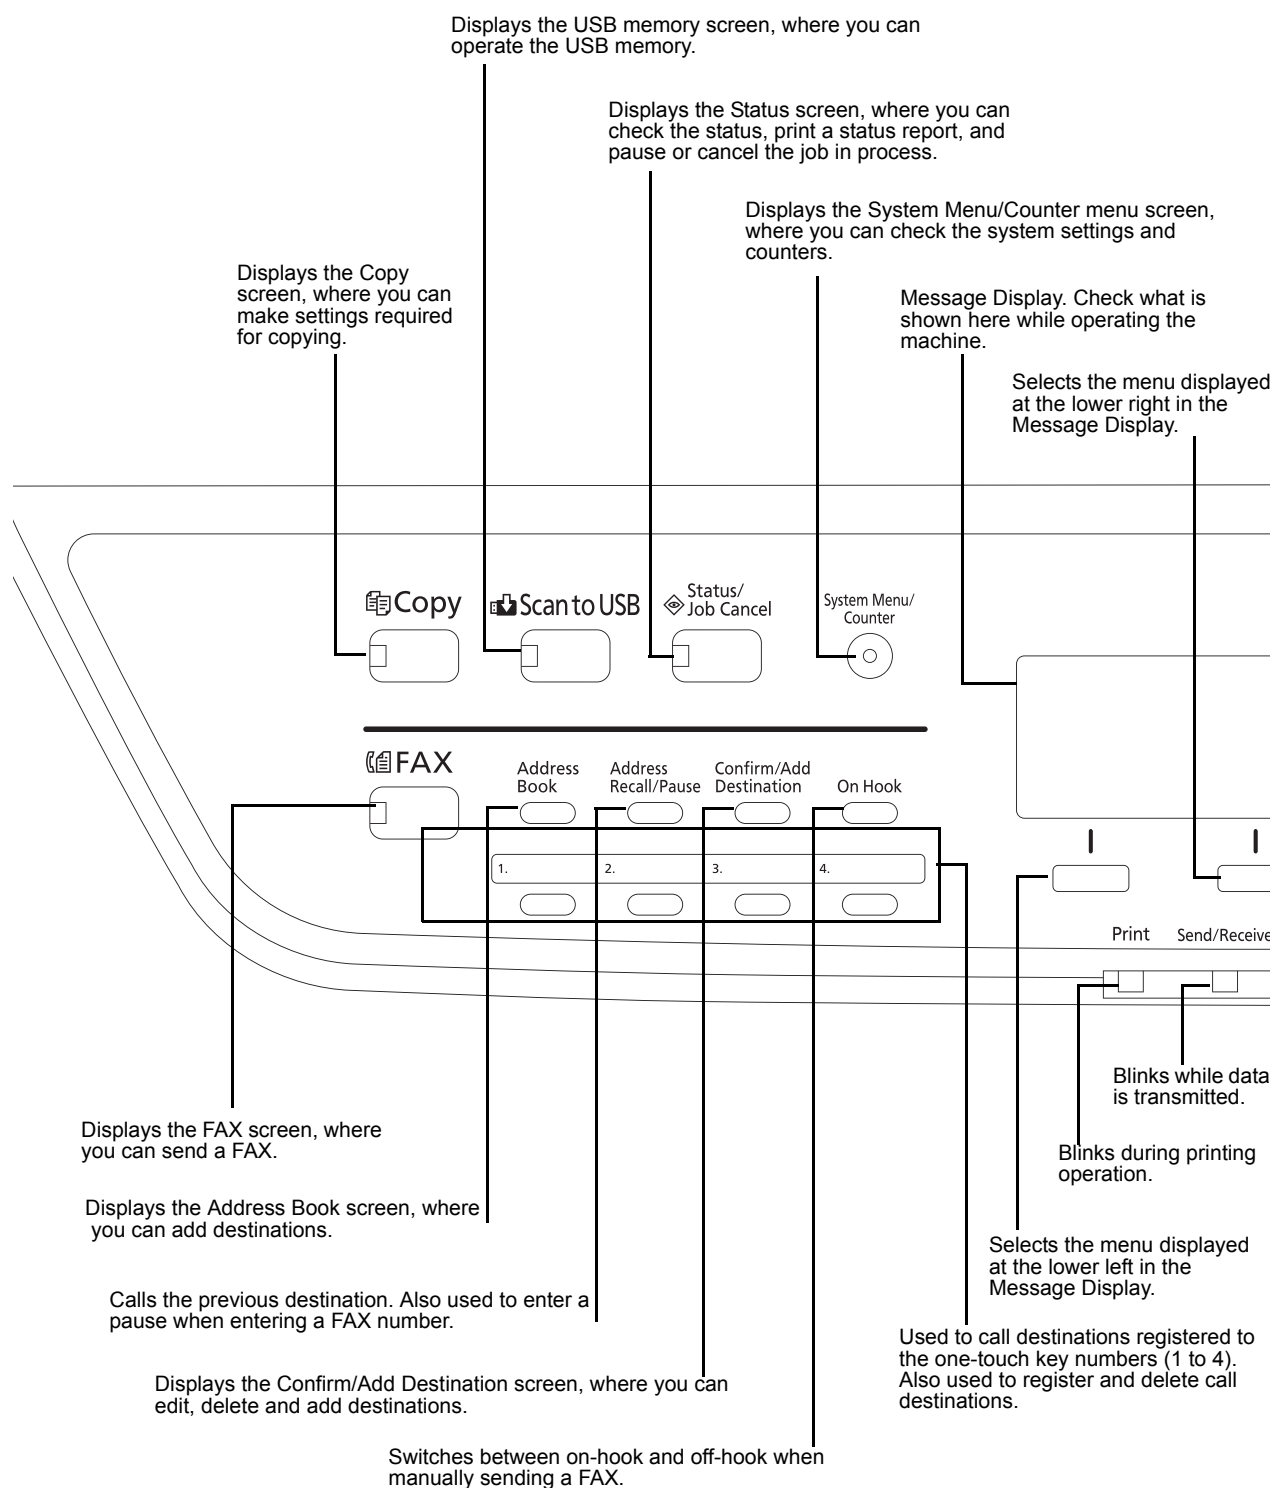 Displays the USB memory screen, where you can
operate the USB memory.
Displays the Status screen, where you can
check the status, print a status report, and
pause or cancel the job in process.
Displays the System Menu/Counter menu screen,
where you can check the system settings and
counters.
Displays the Copy
screen, where you can
make settings required
for copying.
Message Display. Check what is
shown here while operating the
machine.
Selects the menu displayed
at the lower right in the
Message Display.
Copy
Scan to USB
Status/
Job Cancel
System Menu/
Counter
FAX
Address
Book
Address
Recall/Pause
Confirm/Add
Destination
On Hook
1.
2.
3.
4.
Print
Send/Receive
Blinks while data
is transmitted.
Displays the FAX screen, where
you can send a FAX.
Blinks during printing
operation.
Displays the Address Book screen, where
you can add destinations.
Selects the menu displayed
at the lower left in the
Message Display.
Calls the previous destination. Also used to enter a
pause when entering a FAX number.
Used to call destinations registered to
the one-touch key numbers (1 to 4).
Also used to register and delete call
destinations.
Displays the Confirm/Add Destination screen, where you can
edit, delete and add destinations.
Switches between on-hook and off-hook when
manually sending a FAX.